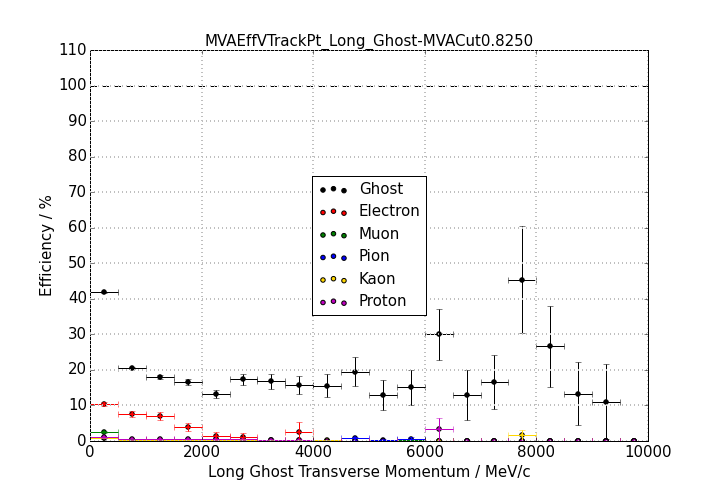 MVAEffVTrackPt_Long_Ghost-MVACut0.8250
110
100
90
80
70
60
50
40
30
20
10
0
Efficiency / %
Ghost
Electron
Muon
Pion
Kaon
Proton
0 2000 4000 6000 8000 10000
Long Ghost Transverse Momentum / MeV/c